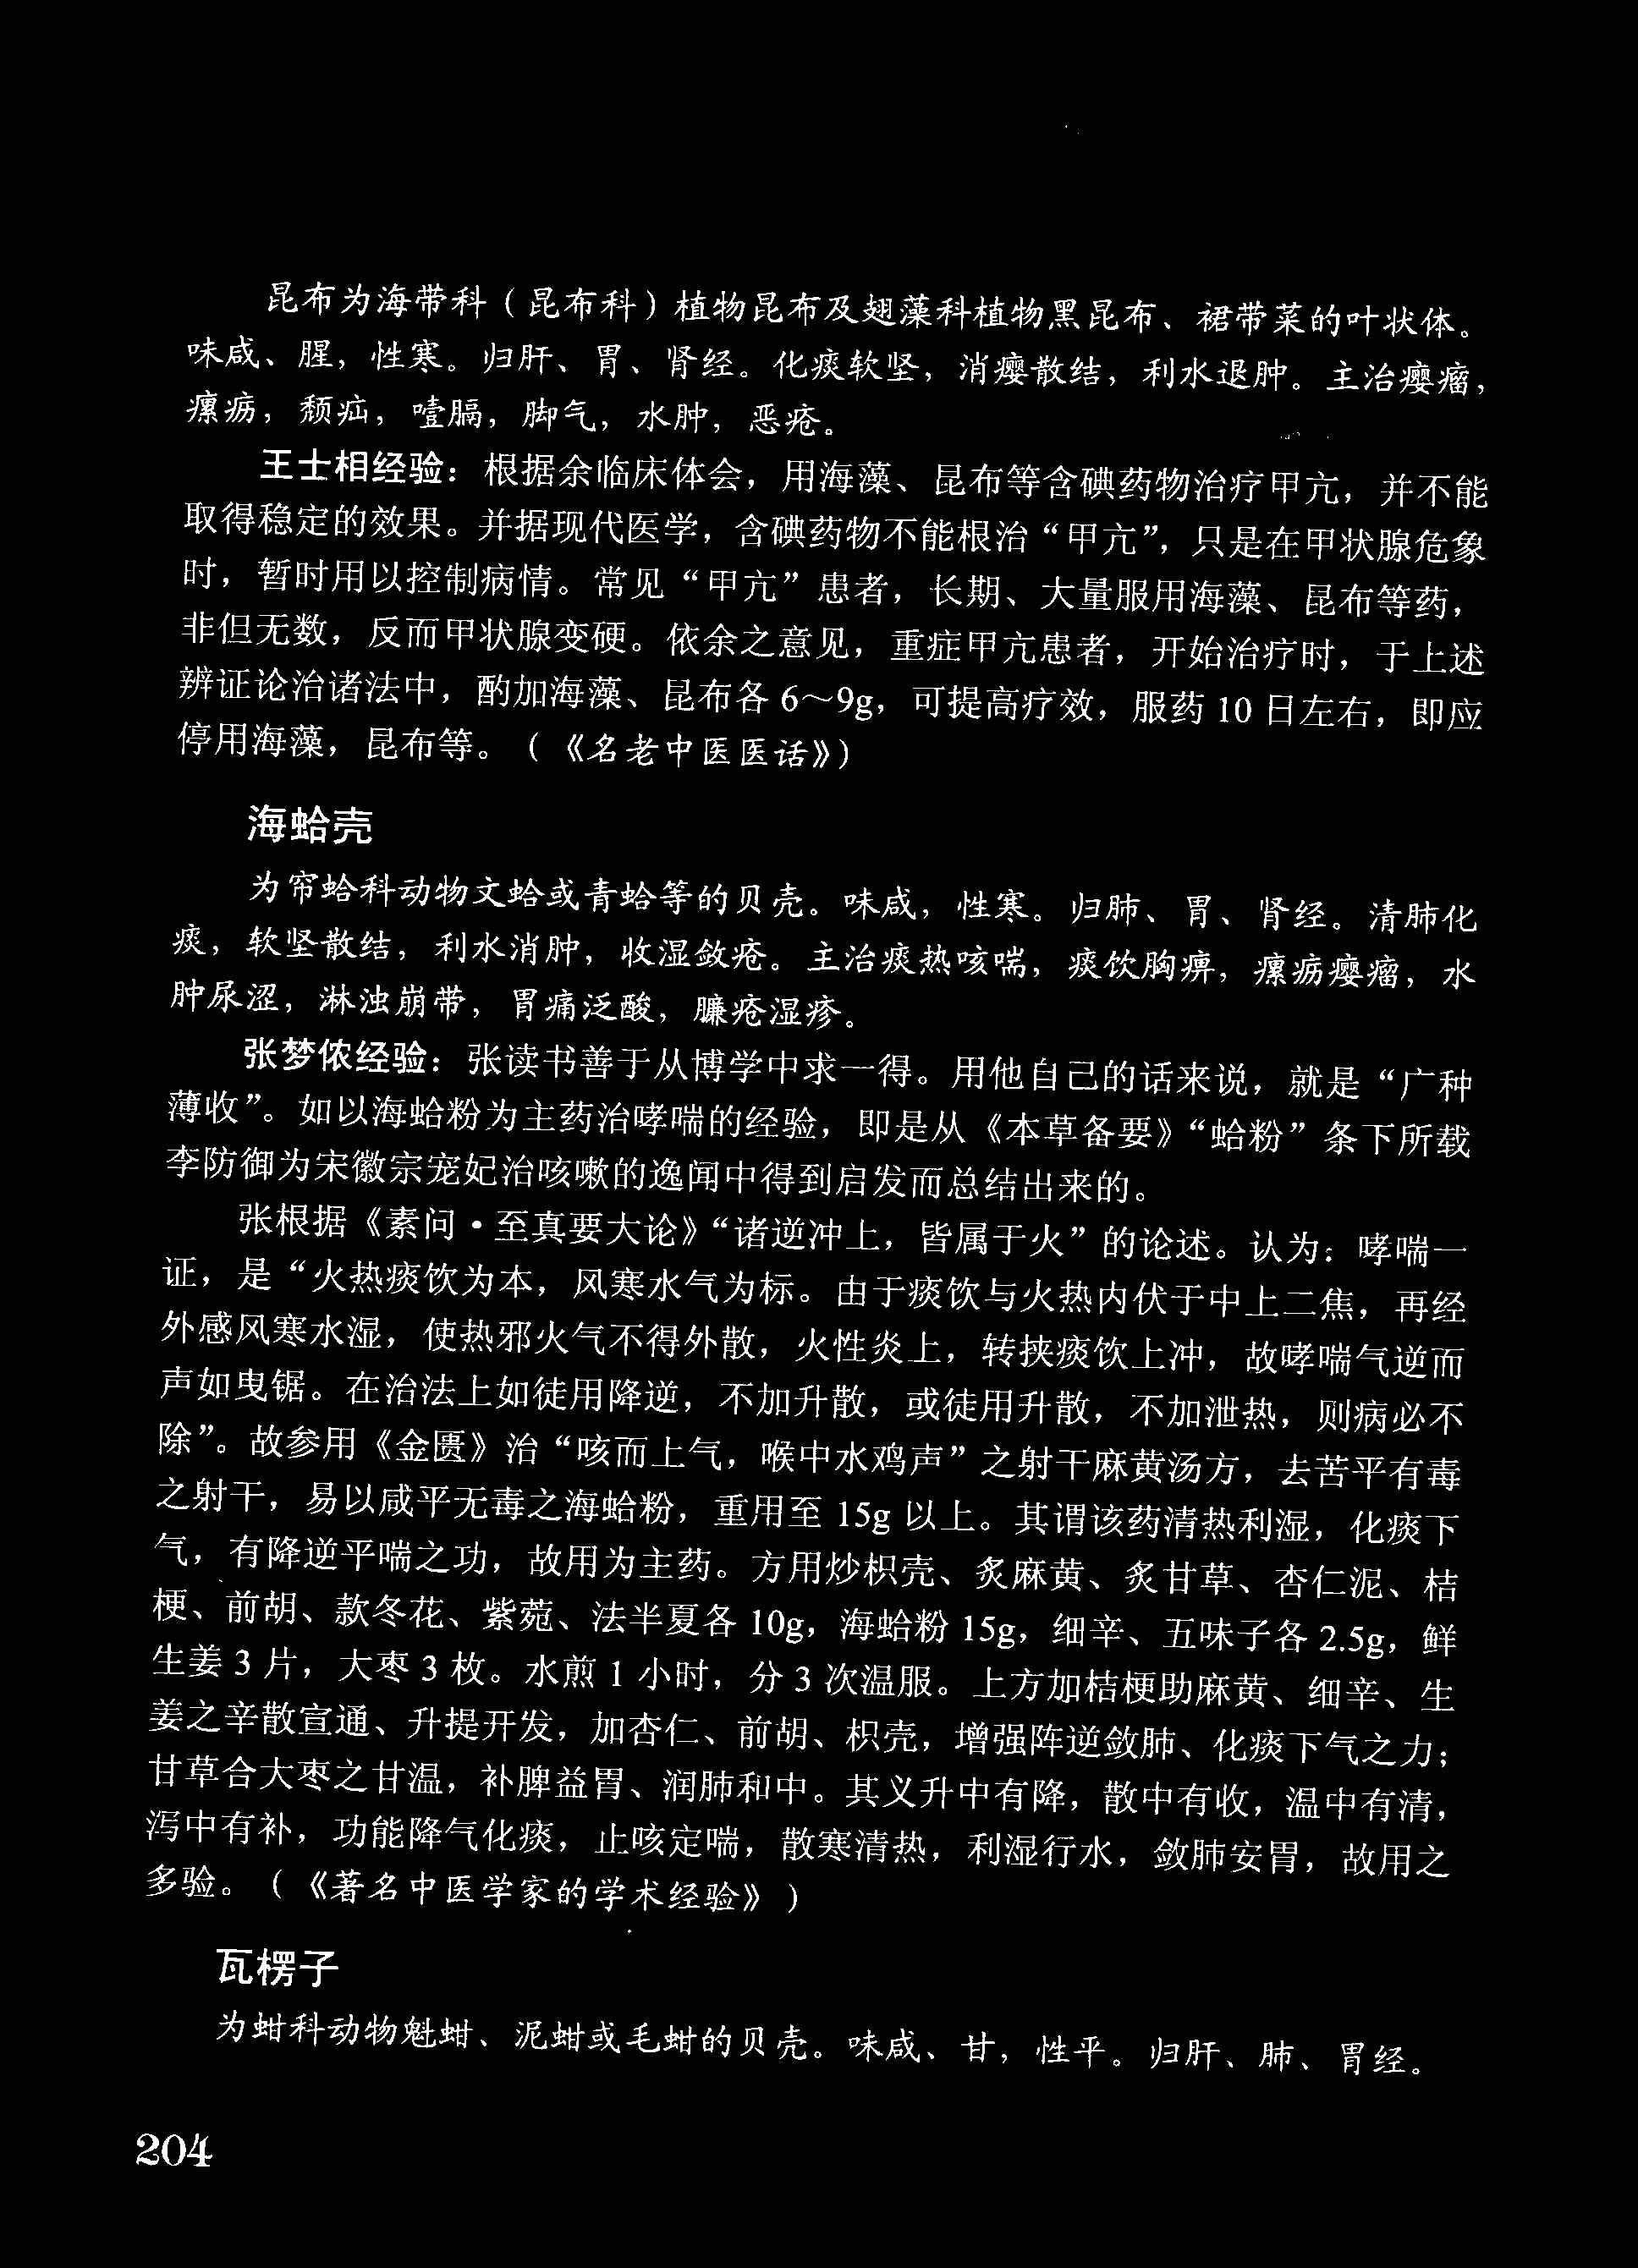 昆布为海带科（昆布科）植物昆布及翅藻科植物黑昆布、裙带菜的叶状体。
味咸、腥，性寒。归肝、胃、肾经。化痰软坚，消瘿散结，利水退肿。主治瘿瘤，
瘰疬，颓疝，噎膈，脚气，水肿，恶疮。
王士相经验：根据余临床体会，用海藻、昆布等含碘药物治疗甲亢，并不能
取得稳定的效果。并据现代医学，含碘药物不能根治“甲亢”，只是在甲状腺危象
时，暂时用以控制病情。常见“甲亢”患者，长期、大量服用海藻、昆布等药，
非但无数，反而甲状腺变硬。依余之意见，重症甲亢患者，开始治疗时，于上述
辨证论治诸法中，酌加海藻、昆布各 6～9g，可提高疗效，服药 10 日左右，即应
停用海藻，昆布等。（《名老中医医话》）
海蛤壳
为帘蛤科动物文蛤或青蛤等的贝壳。味咸，性寒。归肺、胃、肾经。清肺化
痰，软坚散结，利水消肿，收湿敛疮。主治痰热咳喘，痰饮胸痹，瘰疬瘿瘤，水
肿尿涩，淋浊崩带，胃痛泛酸，臁疮湿疹。
张梦侬经验：张读书善于从博学中求一得。用他自己的话来说，就是“广种
薄收”。如以海蛤粉为主药治哮喘的经验，即是从《本草备要》“蛤粉”条下所载
李防御为宋徽宗宠妃治咳嗽的逸闻中得到启发而总结出来的。
张根据《素问·至真要大论》“诸逆冲上，皆属于火”的论述。认为：哮喘一
证，是“火热痰饮为本，风寒水气为标。由于痰饮与火热内伏于中上二焦，再经
外感风寒水湿，使热邪火气不得外散，火性炎上，转挟痰饮上冲，故哮喘气逆而
声如曳锯。在治法上如徒用降逆，不加升散，或徒用升散，不加泄热，则病必不
除”。故参用《金匮》治“咳而上气，喉中水鸡声”之射干麻黄汤方，去苦平有毒
之射干，易以咸平无毒之海蛤粉，重用至 15g 以上。其谓该药清热利湿，化痰下
气，有降逆平喘之功，故用为主药。方用炒枳壳、炙麻黄、炙甘草、杏仁泥、桔
梗、前胡、款冬花、紫菀、法半夏各 10g，海蛤粉 15g，细辛、五味子各 2.5g，鲜
生姜 3 片，大枣 3 枚。水煎 1 小时，分 3 次温服。上方加桔梗助麻黄、细辛、生
姜之辛散宣通、升提开发，加杏仁、前胡、枳壳，增强阵逆敛肺、化痰下气之力；
甘草合大枣之甘温，补脾益胃、润肺和中。其义升中有降，散中有收，温中有清，
泻中有补，功能降气化痰，止咳定喘，散寒清热，利湿行水，敛肺安胃，故用之
多验。（《著名中医学家的学术经验》）
瓦楞子
为蚶科动物魁蚶、泥蚶或毛蚶的贝壳。味咸、甘，性平。归肝、肺、胃经。
204